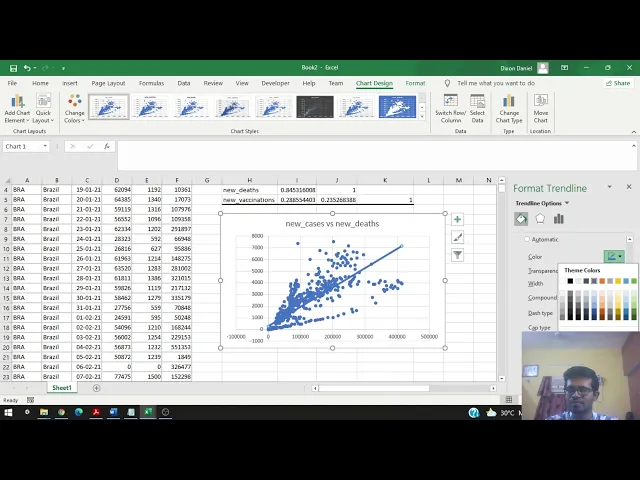 Book2 - Excel
Dixon Daniel
File Home Insert Page Layout Formulas Data Review View Developer Help Team Chart Design Format Tell me what you want to do Share
Add Chart Element Quick Layout Change Colors Switch Row/Column Select Data Change Chart Type Move Chart
Chart Layouts Chart Styles Data Type Location
Chart 1
A B C D E F G H I J K L M N
4 BRA Brazil 19-01-21 62094 1192 10361 new_deaths 0.845316008 1
5 BRA Brazil 20-01-21 64385 1340 17073 new_vaccinations 0.288554403 0.235268388 1
6 BRA Brazil 21-01-21 59119 1316 107976
7 BRA Brazil 22-01-21 56552 1096 109358
8 BRA Brazil 23-01-21 62334 1202 291897
9 BRA Brazil 24-01-21 28323 592 66958
10 BRA Brazil 25-01-21 26816 627 95886
11 BRA Brazil 26-01-21 61963 1214 148275
12 BRA Brazil 27-01-21 63520 1283 281002
13 BRA Brazil 28-01-21 61811 1386 321015
14 BRA Brazil 29-01-21 59826 1119 217132
15 BRA Brazil 30-01-21 58462 1279 315179
16 BRA Brazil 31-01-21 27756 559 70848
17 BRA Brazil 01-02-21 24591 595 50248
18 BRA Brazil 02-02-21 54096 1210 168244
19 BRA Brazil 03-02-21 56002 1254 229153
20 BRA Brazil 04-02-21 56873 1232 551353
21 BRA Brazil 05-02-21 50872 1239 1849
22 BRA Brazil 06-02-21 0 0 326477
23 BRA Brazil 07-02-21 77475 1500 152298
new_cases vs new_deaths
8000
7000
6000
5000
4000
3000
2000
1000
0
-100000 0 100000 200000 300000 400000 500000
Format Trendline
Trendline Options
Automatic
Color
Theme Colors
Transparency
Width
Compound
Dash type
Cap type
Sheet1
Ready
30°C